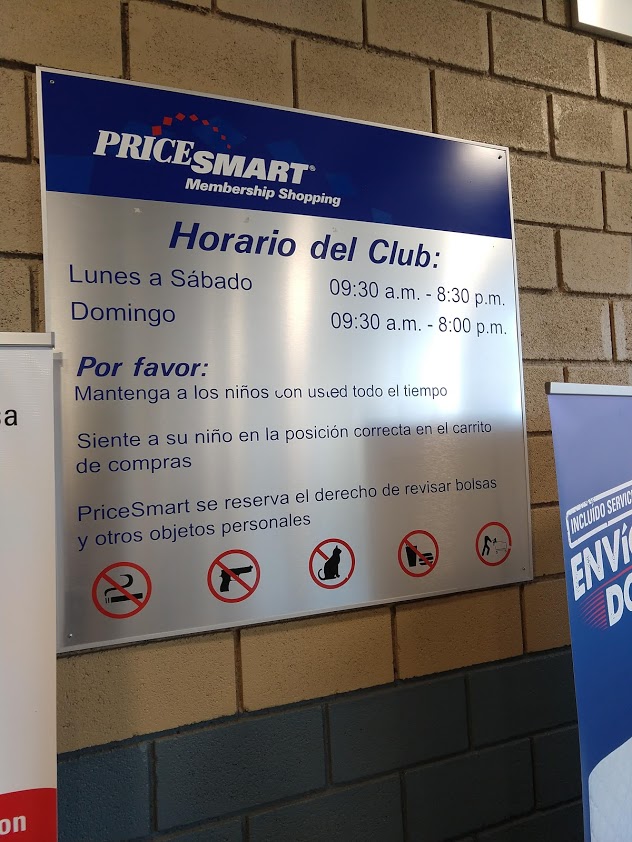 PRICESMART®
Membership Shopping
Horario del Club:
Lunes a Sábado 09:30 a.m. - 8:30 p.m.
Domingo 09:30 a.m. - 8:00 p.m.
Por favor:
Mantenga a los niños con usted todo el tiempo
Siente a su niño en la posición correcta en el carrito
de compras
PriceSmart se reserva el derecho de revisar bolsas
y otros objetos personales
INCLUÍDO